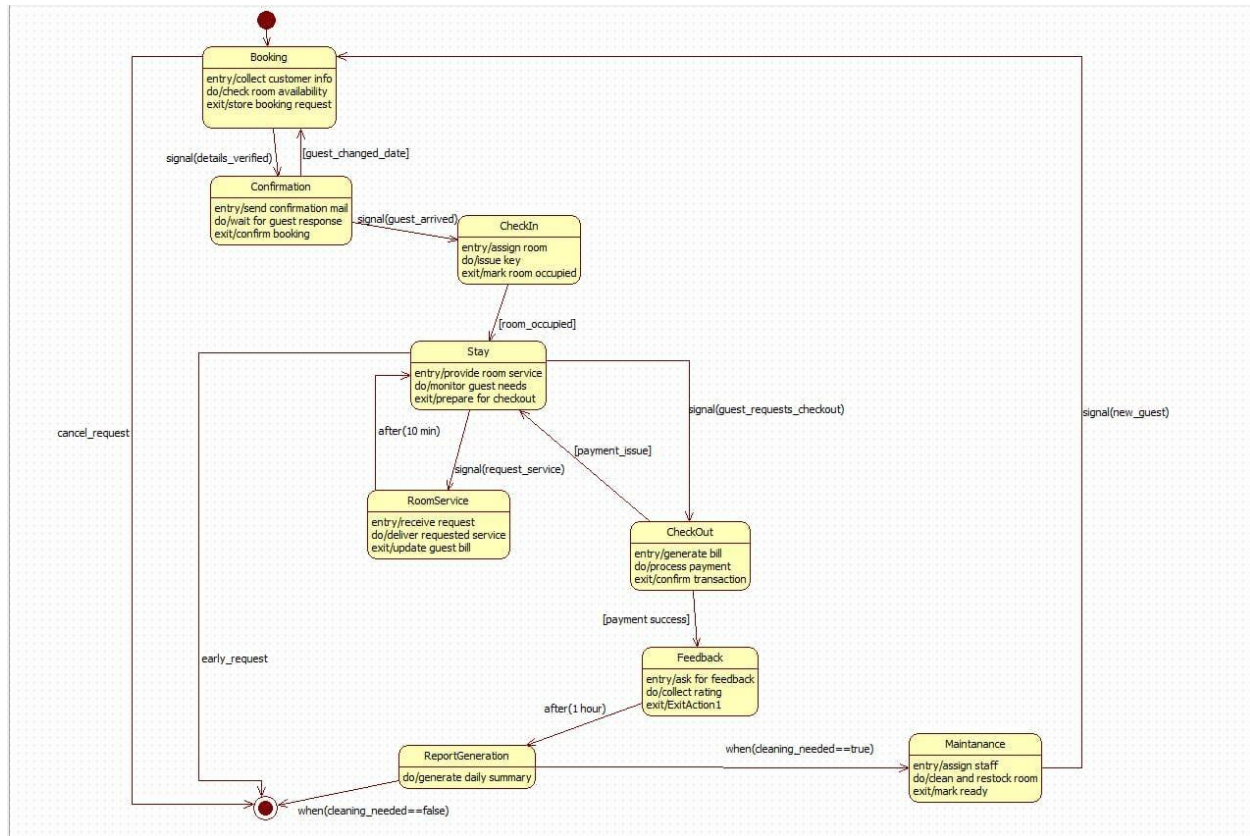 Booking
entry/collect customer info
do/check room availability
exit/store booking request
signal(details_verified)
[guest_changed_date]
Confirmation
entry/send confirmation mail
do/wait for guest response
exit/confirm booking
signal(guest_arrived)
CheckIn
entry/assign room
do/issue key
exit/mark room occupied
[room_occupied]
Stay
entry/provide room service
do/monitor guest needs
exit/prepare for checkout
signal(guest_requests_checkout)
signal(new_guest)
cancel_request
after(10 min)
[payment_issue]
signal(request_service)
RoomService
entry/receive request
do/deliver requested service
exit/update guest bill
CheckOut
entry/generate bill
do/process payment
exit/confirm transaction
[payment success]
early_request
Feedback
entry/ask for feedback
do/collect rating
exit/ExitAction1
after(1 hour)
ReportGeneration
do/generate daily summary
when(cleaning_needed==true)
Maintanance
entry/assign staff
do/clean and restock room
exit/mark ready
when(cleaning_needed==false)